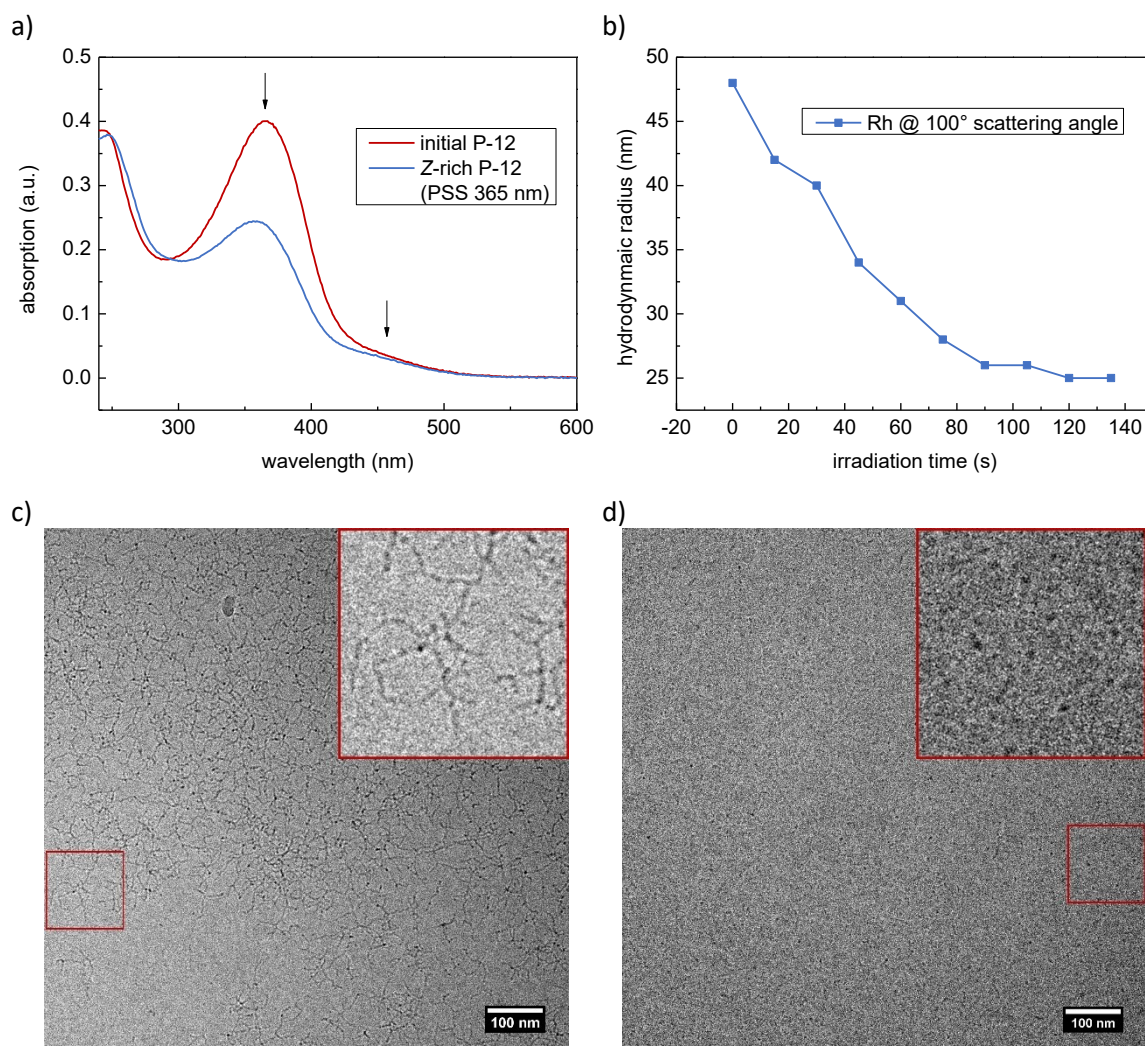 a)
0.5
0.4
0.3
0.2
0.1
0.0
absorption (a.u.)
initial P-12
Z-rich P-12
(PSS 365 nm)
300
400
500
600
wavelength (nm)
b)
50
45
40
35
30
25
hydrodynmaic radius (nm)
Rh @ 100° scattering angle
-20
0
20
40
60
80
100
120
140
irradiation time (s)
c)
100 nm
d)
100 nm